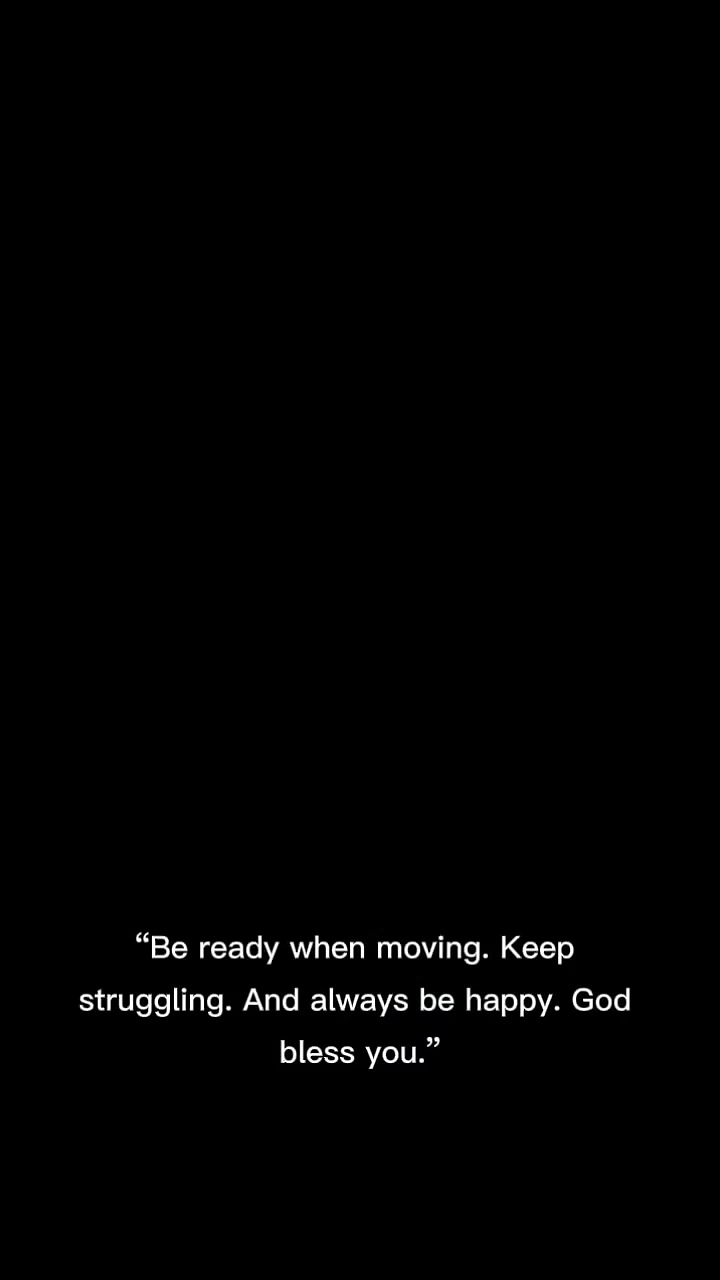 “Be ready when moving. Keep
struggling. And always be happy. God
bless you.”